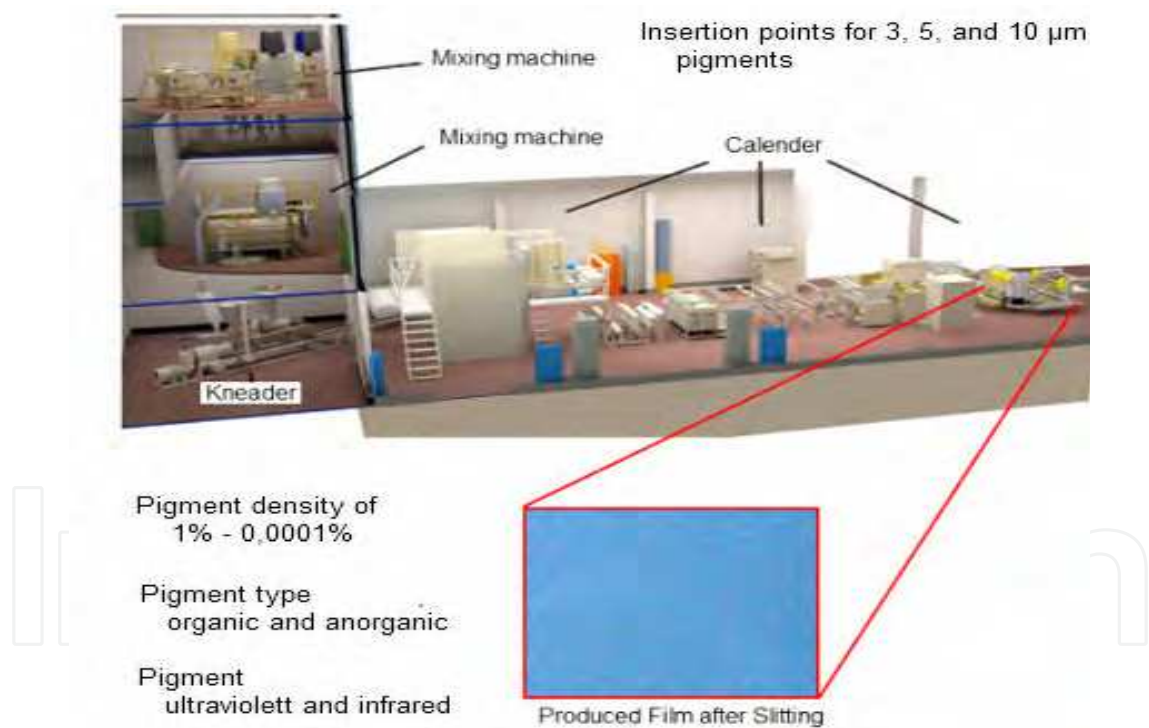 Insertion points for 3, 5, and 10 µm
pigments
Mixing machine
Mixing machine
Calender
Kneader
Pigment density of
1% - 0,0001%
Pigment type
organic and anorganic
Pigment
ultraviolett and infrared
Produced Film after Slitting